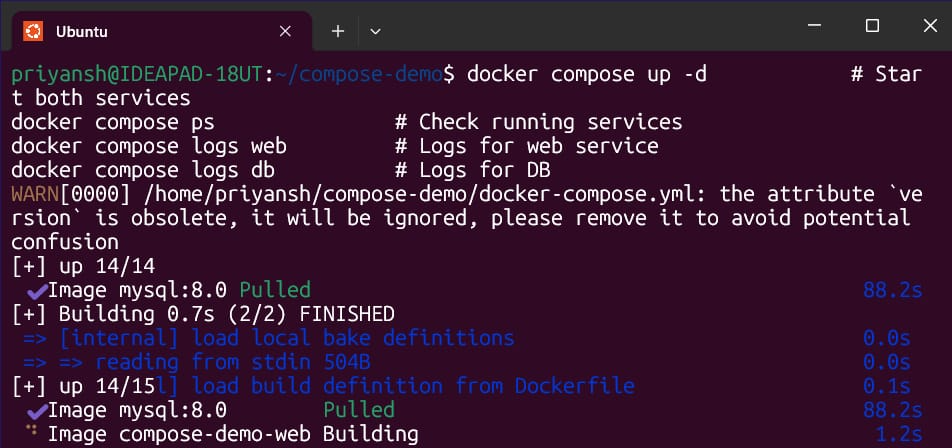 Ubuntu
priyansh@IDEAPAD-18UT:~/compose-demo$ docker compose up -d            # Star
t both services
docker compose ps               # Check running services
docker compose logs web         # Logs for web service
docker compose logs db          # Logs for DB
WARN[0000] /home/priyansh/compose-demo/docker-compose.yml: the attribute `ve
rsion` is obsolete, it will be ignored, please remove it to avoid potential
confusion
[+] up 14/14
 ✔Image mysql:8.0 Pulled                                               88.2s
[+] Building 0.7s (2/2) FINISHED
 => [internal] load local bake definitions                             0.0s
 => => reading from stdin 504B                                         0.0s
[+] up 14/15l] load build definition from Dockerfile                   0.1s
 ✔Image mysql:8.0        Pulled                                        88.2s
 ⠋ Image compose-demo-web Building                                      1.2s